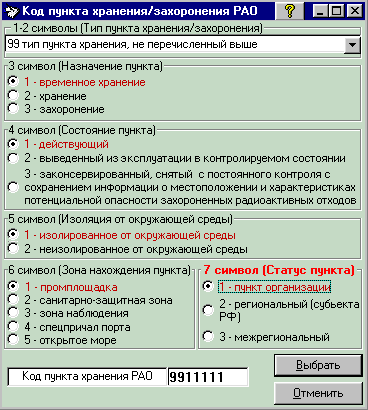 Код пункта хранения/захоронения РАО
1-2 символы (Тип пункта хранения/захоронения)
99 тип пункта хранения, не перечисленный выше
3 символ (Назначение пункта)
1 - временное хранение
2 - хранение
3 - захоронение
4 символ (Состояние пункта)
1 - действующий
2 - выведенный из эксплуатации в контролируемом состоянии
3 - законсервированный, снятый с постоянного контроля с
сохранением информации о местоположении и характеристиках
потенциальной опасности захороненных радиоактивных отходов
5 символ (Изоляция от окружающей среды)
1 - изолированное от окружающей среды
2 - неизолированное от окружающей среды
6 символ (Зона нахождения пункта)
1 - промплощадка
2 - санитарно-защитная зона
3 - зона наблюдения
4 - спецпричал порта
5 - открытое море
7 символ (Статус пункта)
1 - пункт организации
2 - региональный (субьекта
РФ)
3 - межрегиональный
Код пункта хранения РАО 9911111
Выбрать
Отменить